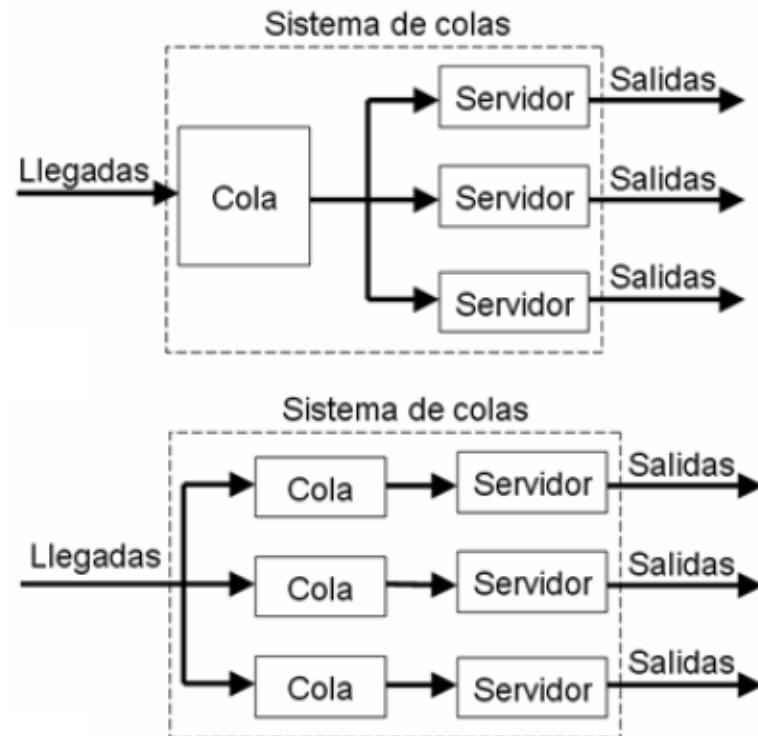 Sistema de colas
Llegadas
Cola
Servidor
Salidas
Servidor
Salidas
Servidor
Salidas
Sistema de colas
Llegadas
Cola
Servidor
Salidas
Cola
Servidor
Salidas
Cola
Servidor
Salidas